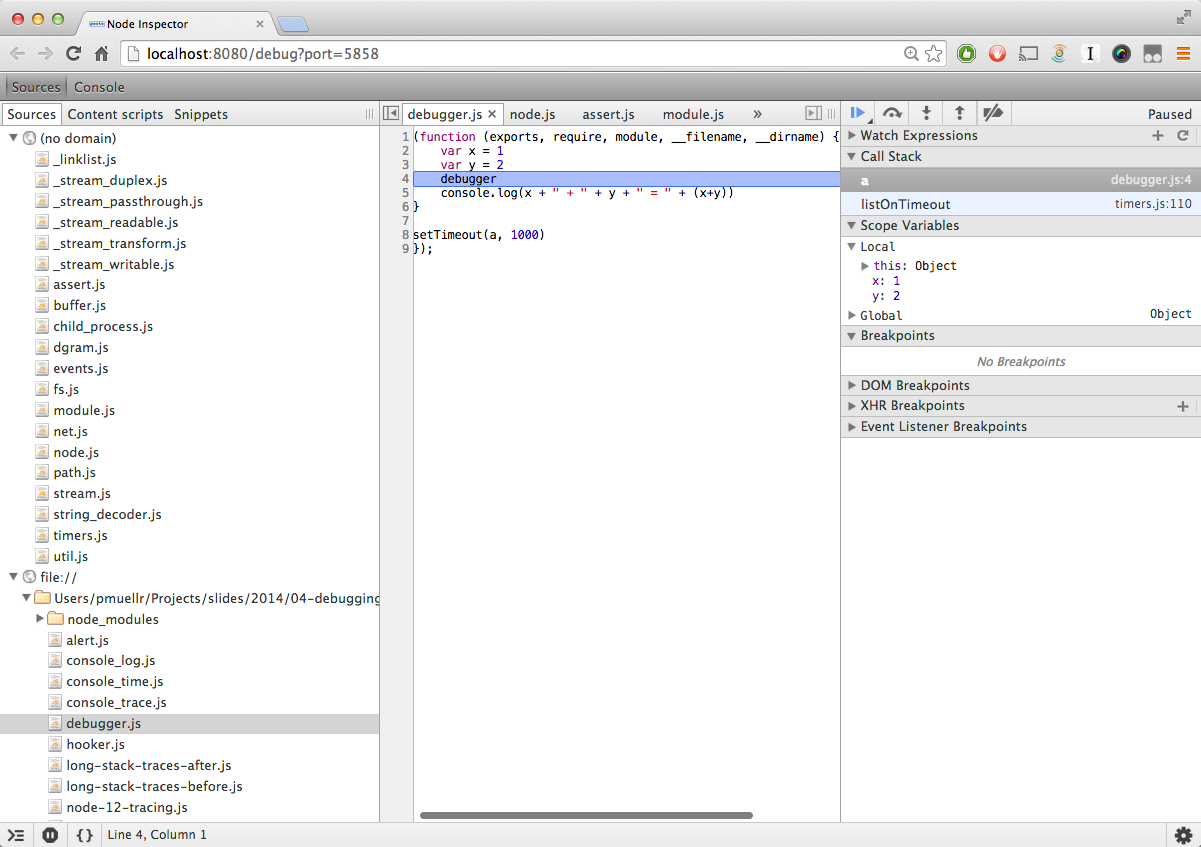 Node Inspector
localhost:8080/debug?port=5858
Sources Console
Sources Content scripts Snippets
(no domain)
_linklist.js
_stream_duplex.js
_stream_passthrough.js
_stream_readable.js
_stream_transform.js
_stream_writable.js
assert.js
buffer.js
child_process.js
dgram.js
events.js
fs.js
module.js
net.js
node.js
path.js
stream.js
string_decoder.js
timers.js
util.js
file://
Users/pmuellr/Projects/slides/2014/04-debugging
node_modules
alert.js
console_log.js
console_time.js
console_trace.js
debugger.js
hooker.js
long-stack-traces-after.js
long-stack-traces-before.js
node-12-tracing.js
debugger.js × node.js assert.js module.js »
1 (function (exports, require, module, __filename, __dirname) {
2 var x = 1
3 var y = 2
4 debugger
5 console.log(x + " + " + y + " = " + (x+y))
6 }
7
8 setTimeout(a, 1000)
9 });
Paused
Watch Expressions
Call Stack
a debugger.js:4
listOnTimeout timers.js:110
Scope Variables
Local
this: Object
x: 1
y: 2
Global Object
Breakpoints
No Breakpoints
DOM Breakpoints
XHR Breakpoints
Event Listener Breakpoints
{ } Line 4, Column 1